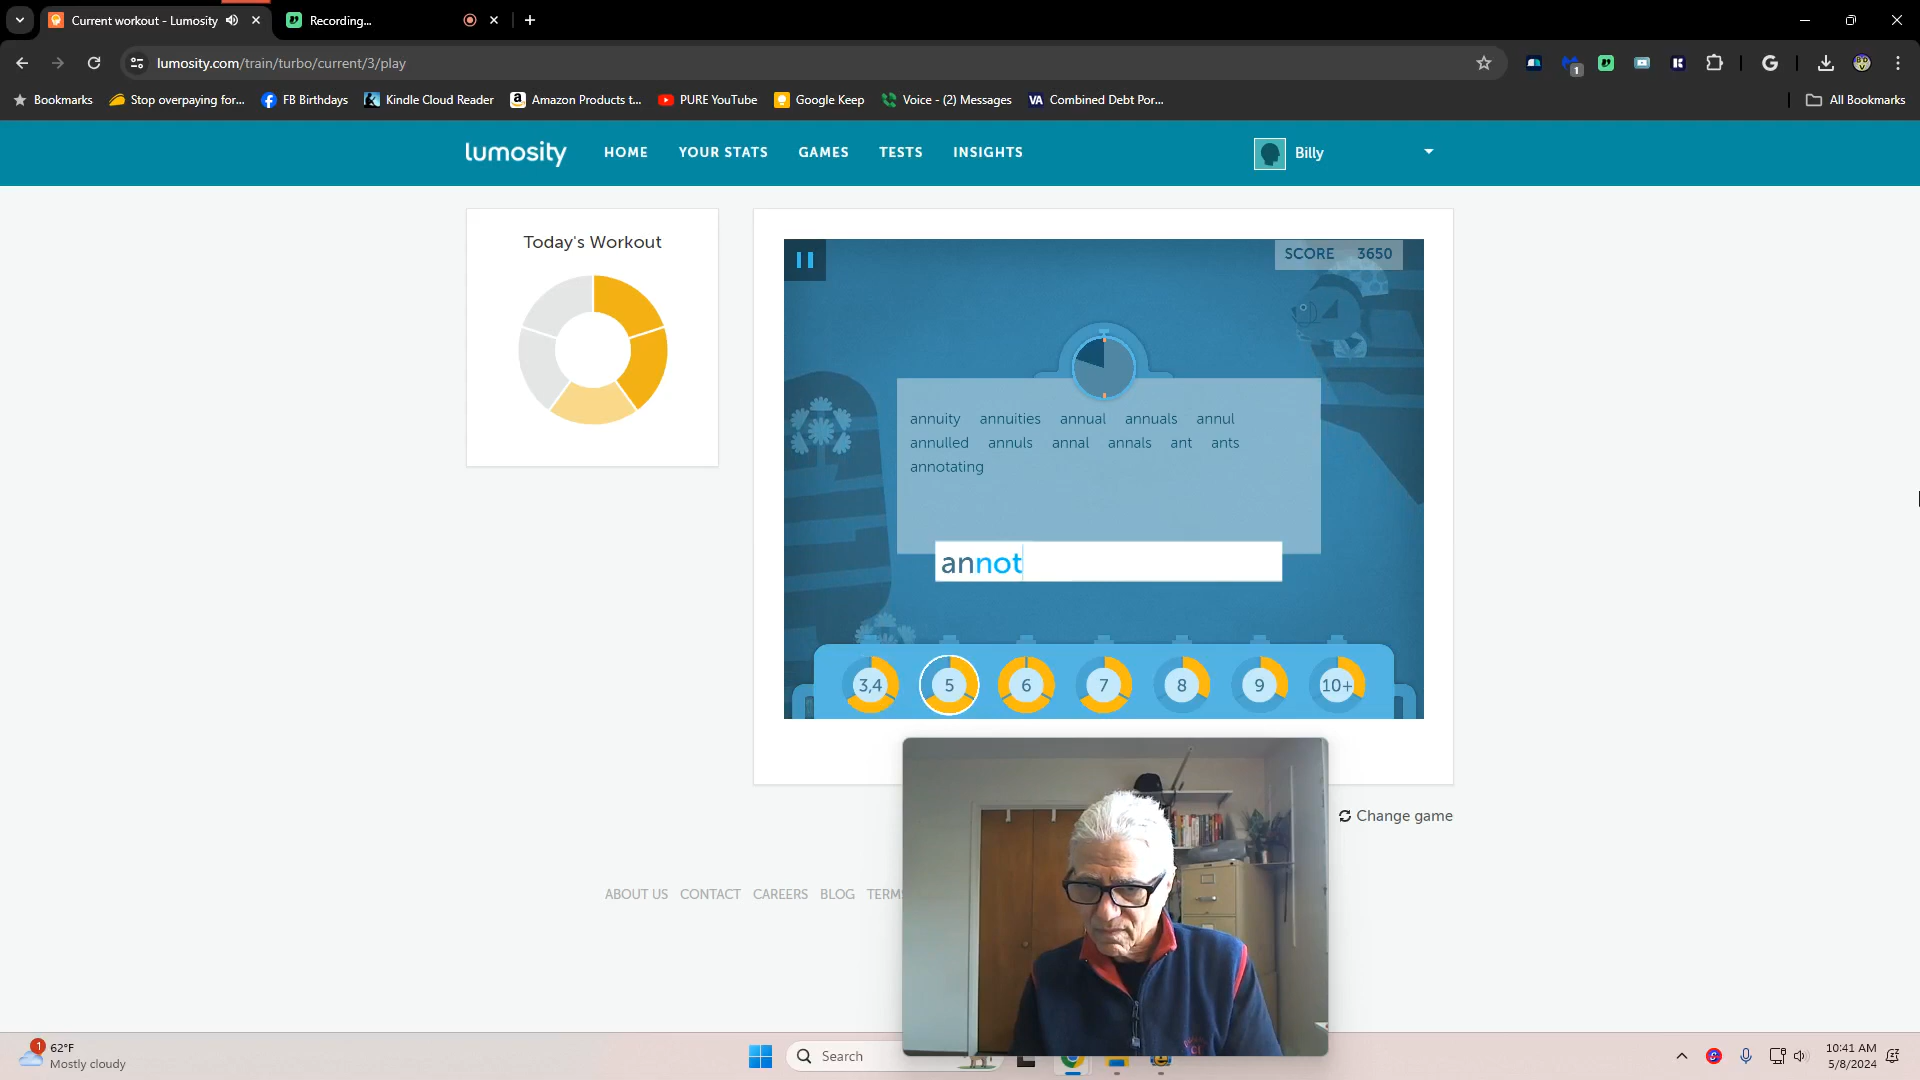 Current workout - Lumosity
Recording...
lumosity.com/train/turbo/current/3/play
1
Bookmarks
Stop overpaying for...
FB Birthdays
Kindle Cloud Reader
Amazon Products t...
PURE YouTube
Google Keep
Voice - (2) Messages
VA Combined Debt Por...
All Bookmarks
lumosity HOME YOUR STATS GAMES TESTS INSIGHTS Billy
Today's Workout
SCORE 3650
annuity annuities annual annuals annul
annulled annuls annal annals ant ants
annotating
annot
3,4 5 6 7 8 9 10+
Change game
ABOUT US CONTACT CAREERS BLOG
1
62°F
Mostly cloudy
Search
10:41 AM
5/8/2024